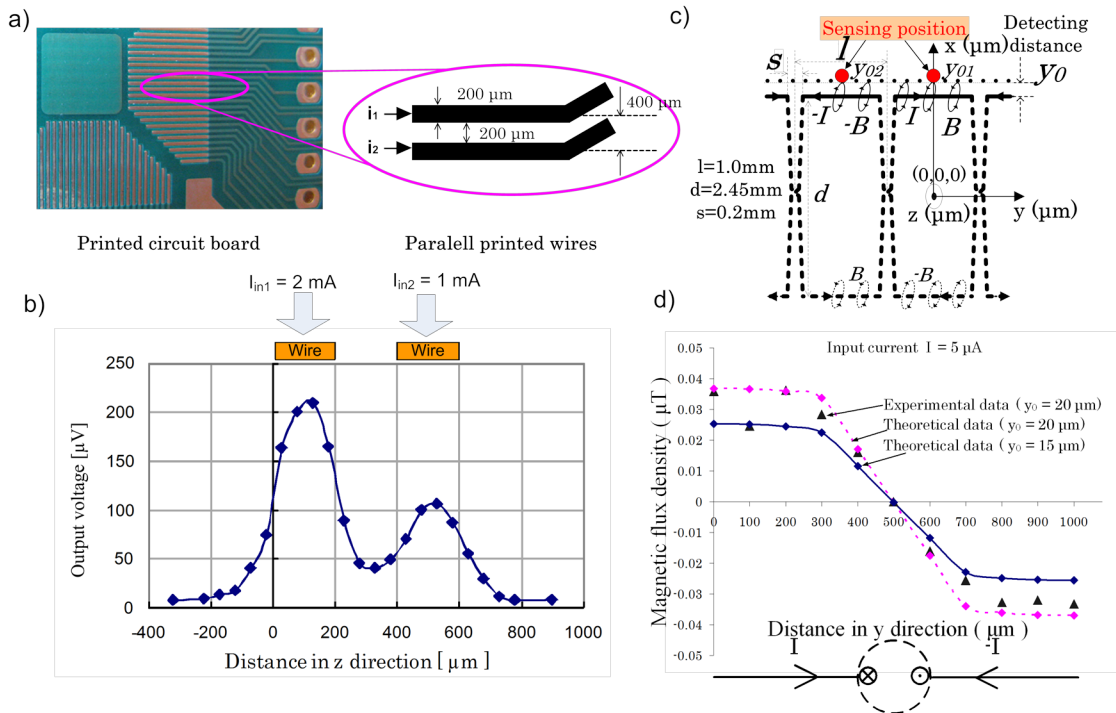 a)
200 µm
400 µm
i₁
200 µm
i₂
Printed circuit board
Paralell printed wires
b)
I_in1 = 2 mA
I_in2 = 1 mA
Wire
Wire
250
200
150
100
50
0
-400
-200
0
200
400
600
800
1000
Output voltage [µV]
Distance in z direction [ µm ]
c)
Sensing position
x (µm)
Detecting
distance
s
l
y₀₂
y₀₁
y₀
-I
-B
I
B
l=1.0mm
d=2.45mm
s=0.2mm
d
(0,0,0)
z (µm)
y (µm)
B
-B
d)
Input current I = 5 µA
0.05
0.04
0.03
0.02
0.01
0
-0.01
-0.02
-0.03
-0.04
-0.05
Magnetic flux density ( µT )
Experimental data ( y₀ = 20 µm)
Theoretical data ( y₀ = 20 µm)
Theoretical data ( y₀ = 15 µm)
0
100
200
300
400
500
600
700
800
900
1000
Distance in y direction ( µm )
I
-I